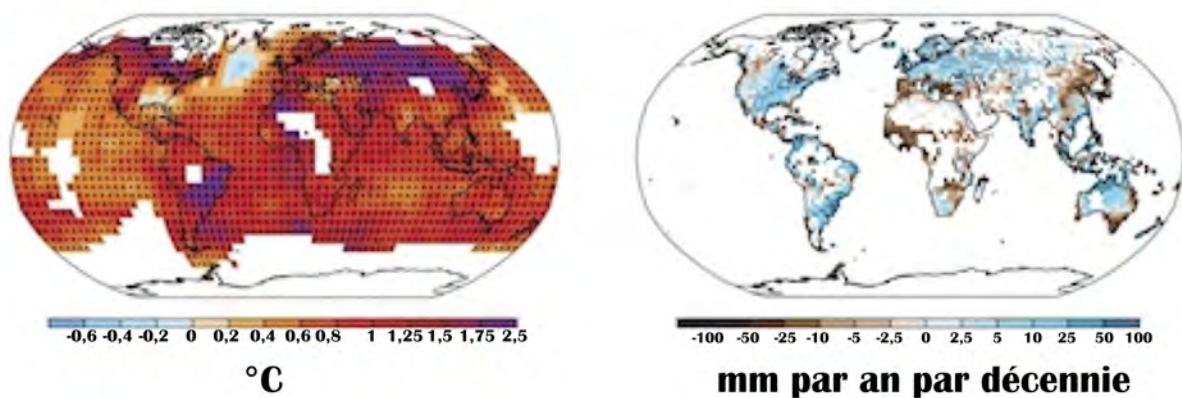 -0,6 -0,4 -0,2 0 0,2 0,4 0,6 0,8 1 1,25 1,5 1,75 2,5
°C
-100 -50 -25 -10 -5 -2,5 0 2,5 5 10 25 50 100
mm par an par décennie